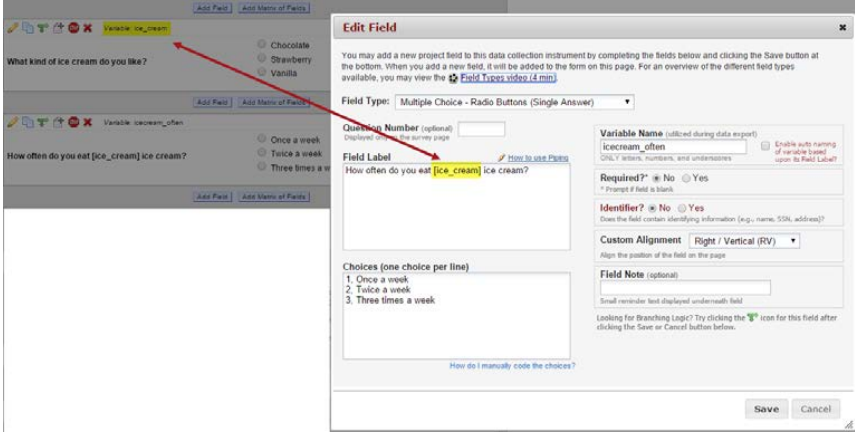 Add Field Add Matrix of Fields
Variable: ice_cream
What kind of ice cream do you like?
Chocolate
Strawberry
Vanilla
Add Field Add Matrix of Fields
Variable: icecream_often
How often do you eat [ice_cream] ice cream?
Once a week
Twice a week
Three times a w
Add Field Add Matrix of Fields
Edit Field
You may add a new project field to this data collection instrument by completing the fields below and clicking the Save button at
the bottom. When you add a new field, it will be added to the form on this page. For an overview of the different field types
available, you may view the Field Types video (4 min).
Field Type: Multiple Choice - Radio Buttons (Single Answer)
Question Number (optional)
Displayed only on the survey page
Field Label How to use Piping
How often do you eat [ice_cream] ice cream?
Choices (one choice per line)
1, Once a week
2, Twice a week
3, Three times a week
How do I manually code the choices?
Variable Name (utilized during data export)
icecream_often
ONLY letters, numbers, and underscores
Enable auto naming
of variable based
upon its Field Label?
Required?* No Yes
* Prompt if field is blank
Identifier? No Yes
Does the field contain identifying information (e.g., name, SSN, address)?
Custom Alignment Right / Vertical (RV)
Align the position of the field on the page
Field Note (optional)
Small reminder text displayed underneath field
Looking for Branching Logic? Try clicking the icon for this field after
clicking the Save or Cancel button below.
Save Cancel